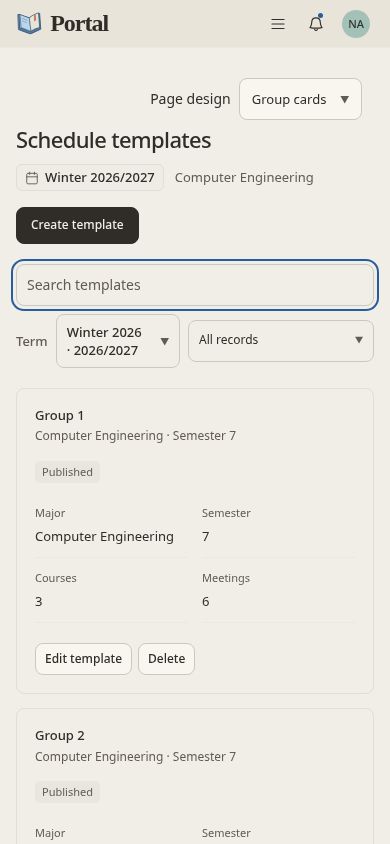 Portal
NA
Page design
Group cards
Schedule templates
Winter 2026/2027
Computer Engineering
Create template
Search templates
Term
Winter 2026
· 2026/2027
All records
Group 1
Computer Engineering · Semester 7
Published
Major
Semester
Computer Engineering
7
Courses
Meetings
3
6
Edit template
Delete
Group 2
Computer Engineering · Semester 7
Published
Major
Semester